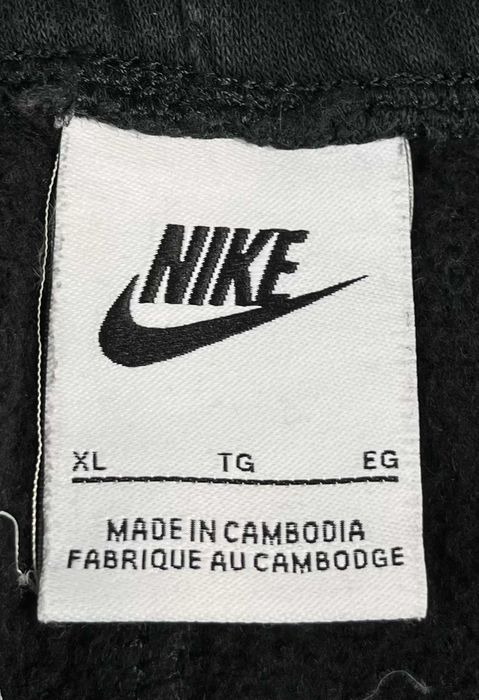 NIKE
XL TG EG
MADE IN CAMBODIA
FABRIQUE AU CAMBODGE